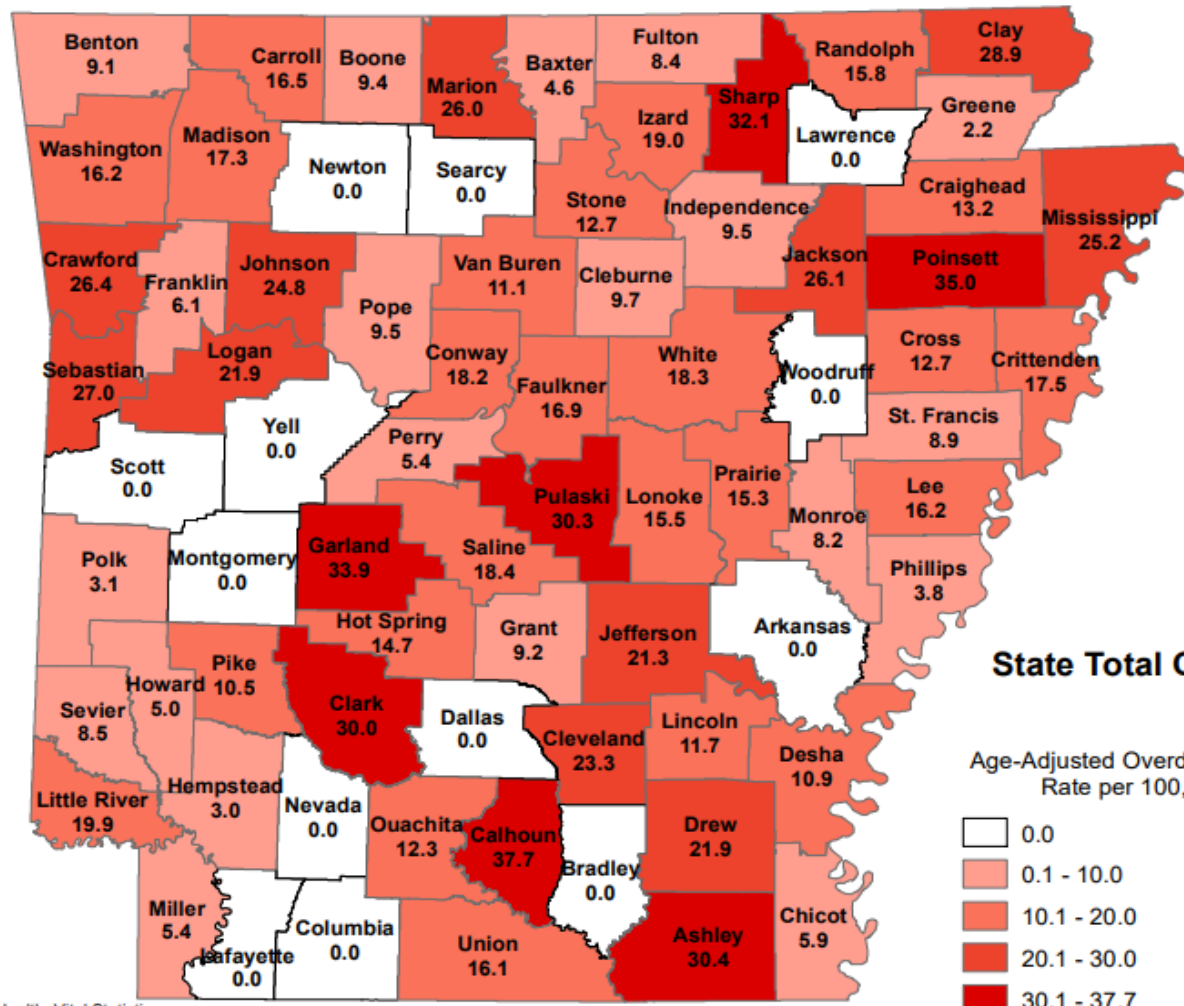 Benton
9.1
Carroll
16.5
Boone
9.4
Marion
26.0
Baxter
4.6
Fulton
8.4
Sharp
32.1
Randolph
15.8
Clay
28.9
Greene
2.2
Lawrence
0.0
Izard
19.0
Washington
16.2
Madison
17.3
Newton
0.0
Searcy
0.0
Stone
12.7
Independence
9.5
Craighead
13.2
Mississippi
25.2
Crawford
26.4
Franklin
6.1
Johnson
24.8
Pope
9.5
Van Buren
11.1
Cleburne
9.7
Jackson
26.1
Poinsett
35.0
Sebastian
27.0
Logan
21.9
Conway
18.2
Faulkner
16.9
White
18.3
Woodruff
0.0
Cross
12.7
Crittenden
17.5
St. Francis
8.9
Scott
0.0
Yell
0.0
Perry
5.4
Pulaski
30.3
Lonoke
15.5
Prairie
15.3
Monroe
8.2
Lee
16.2
Phillips
3.8
Polk
3.1
Montgomery
0.0
Garland
33.9
Saline
18.4
Hot Spring
14.7
Grant
9.2
Jefferson
21.3
Arkansas
0.0
Sevier
8.5
Howard
5.0
Pike
10.5
Clark
30.0
Dallas
0.0
Cleveland
23.3
Lincoln
11.7
Desha
10.9
Little River
19.9
Hempstead
3.0
Nevada
0.0
Ouachita
12.3
Calhoun
37.7
Bradley
0.0
Drew
21.9
Miller
5.4
Lafayette
0.0
Columbia
0.0
Union
16.1
Ashley
30.4
Chicot
5.9
State Total
Age-Adjusted
Rate per 100,
0.0
0.1 - 10.0
10.1 - 20.0
20.1 - 30.0
30.1 - 37.7